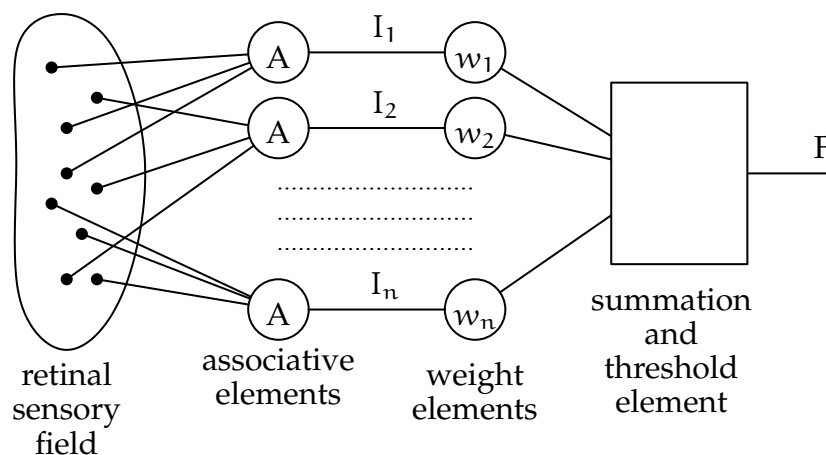 A
I₁
w₁
A
I₂
w₂
F
A
Iₙ
wₙ
retinal
sensory
field
associative
elements
weight
elements
summation
and
threshold
element